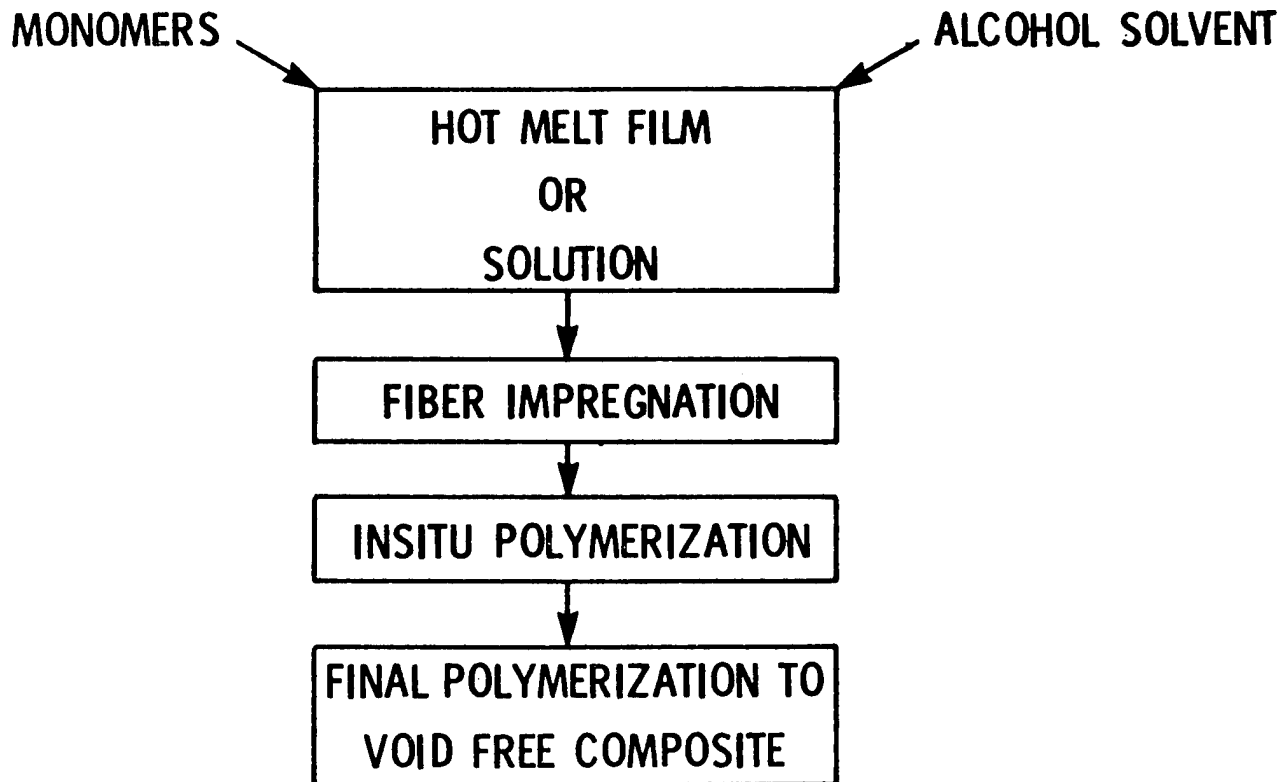 MONOMERS
ALCOHOL SOLVENT
HOT MELT FILM
OR
SOLUTION
FIBER IMPREGNATION
INSITU POLYMERIZATION
FINAL POLYMERIZATION TO
VOID FREE COMPOSITE